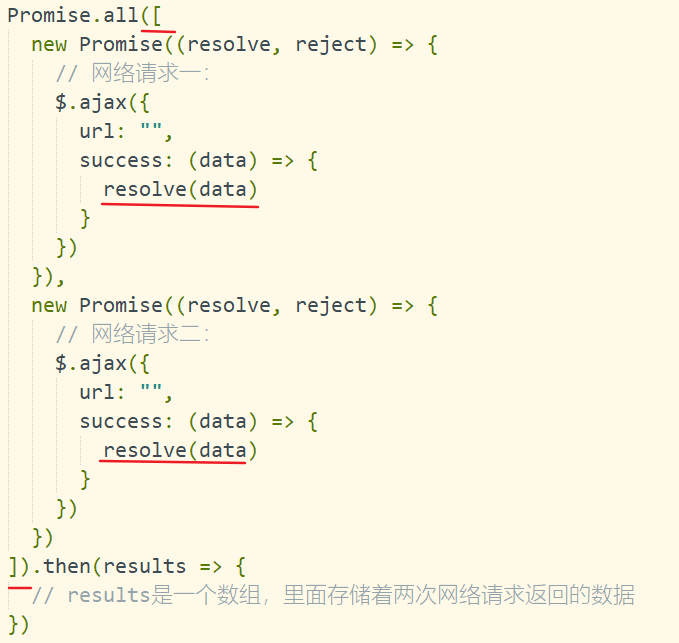 Promise.all([
  new Promise((resolve, reject) => {
    // 网络请求一:
    $.ajax({
      url: "",
      success: (data) => {
        resolve(data)
      }
    })
  }),
  new Promise((resolve, reject) => {
    // 网络请求二:
    $.ajax({
      url: "",
      success: (data) => {
        resolve(data)
      }
    })
  })
]).then(results => {
  // results是一个数组，里面存储着两次网络请求返回的数据
})